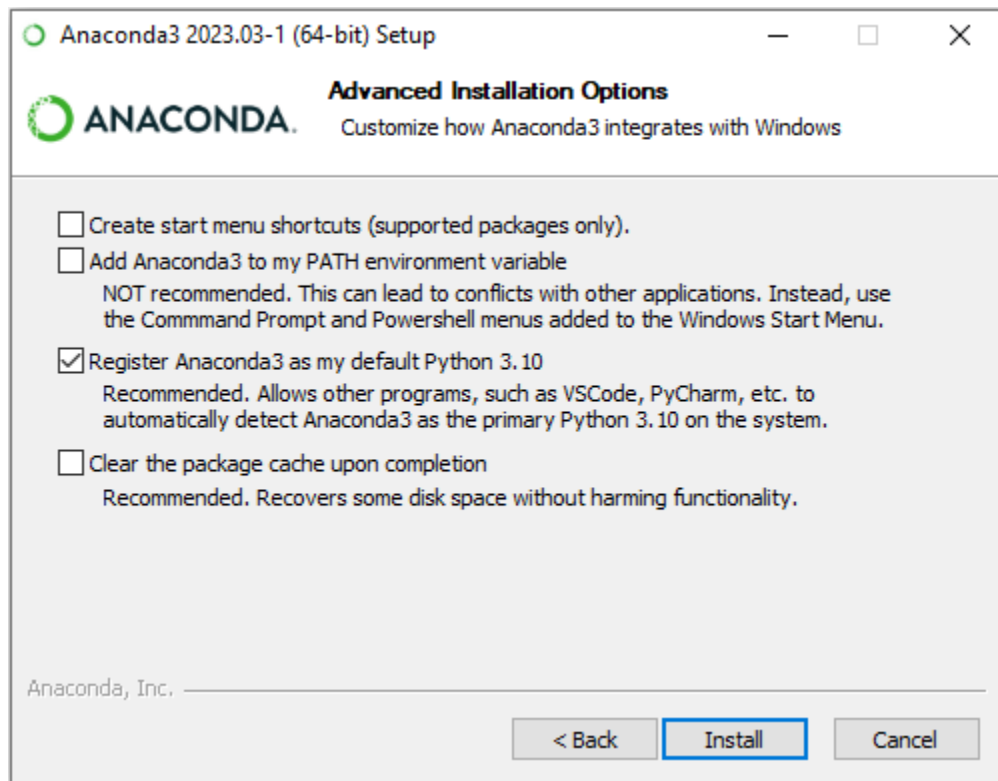 Anaconda3 2023.03-1 (64-bit) Setup
ANACONDA.
Advanced Installation Options
Customize how Anaconda3 integrates with Windows
Create start menu shortcuts (supported packages only).
Add Anaconda3 to my PATH environment variable
NOT recommended. This can lead to conflicts with other applications. Instead, use
the Commmand Prompt and Powershell menus added to the Windows Start Menu.
Register Anaconda3 as my default Python 3.10
Recommended. Allows other programs, such as VSCode, PyCharm, etc. to
automatically detect Anaconda3 as the primary Python 3.10 on the system.
Clear the package cache upon completion
Recommended. Recovers some disk space without harming functionality.
Anaconda, Inc.
< Back
Install
Cancel